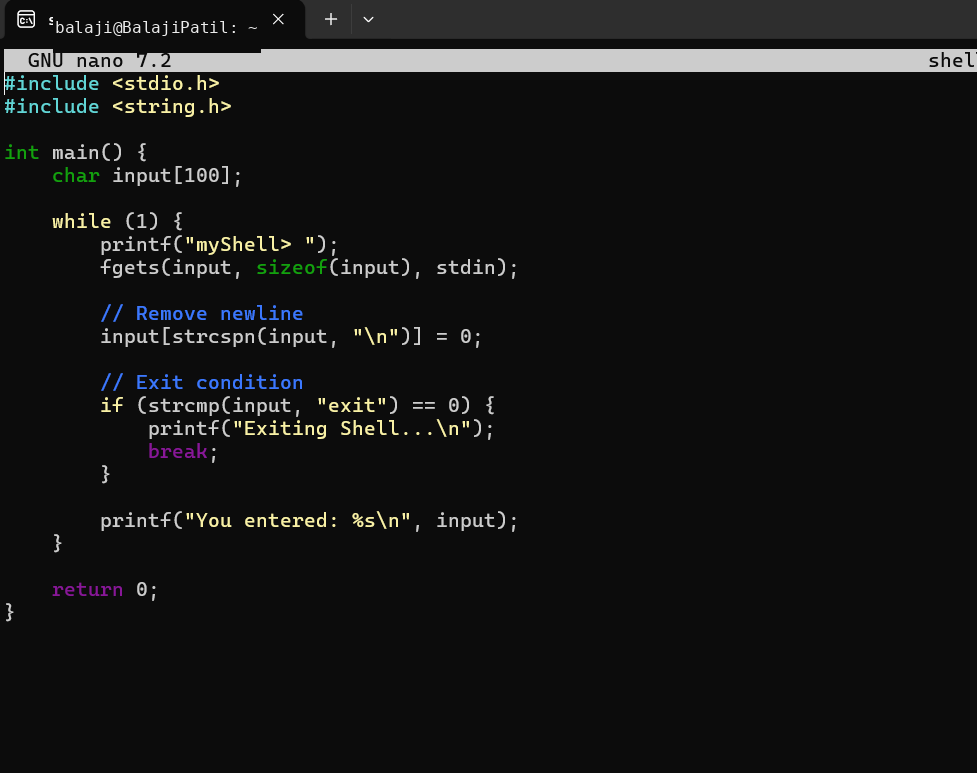 balaji@BalajiPatil: ~
GNU nano 7.2
#include <stdio.h>
#include <string.h>
int main() {
    char input[100];
    while (1) {
        printf("myShell> ");
        fgets(input, sizeof(input), stdin);
        // Remove newline
        input[strcspn(input, "\n")] = 0;
        // Exit condition
        if (strcmp(input, "exit") == 0) {
            printf("Exiting Shell...\n");
            break;
        }
        printf("You entered: %s\n", input);
    }
    return 0;
}